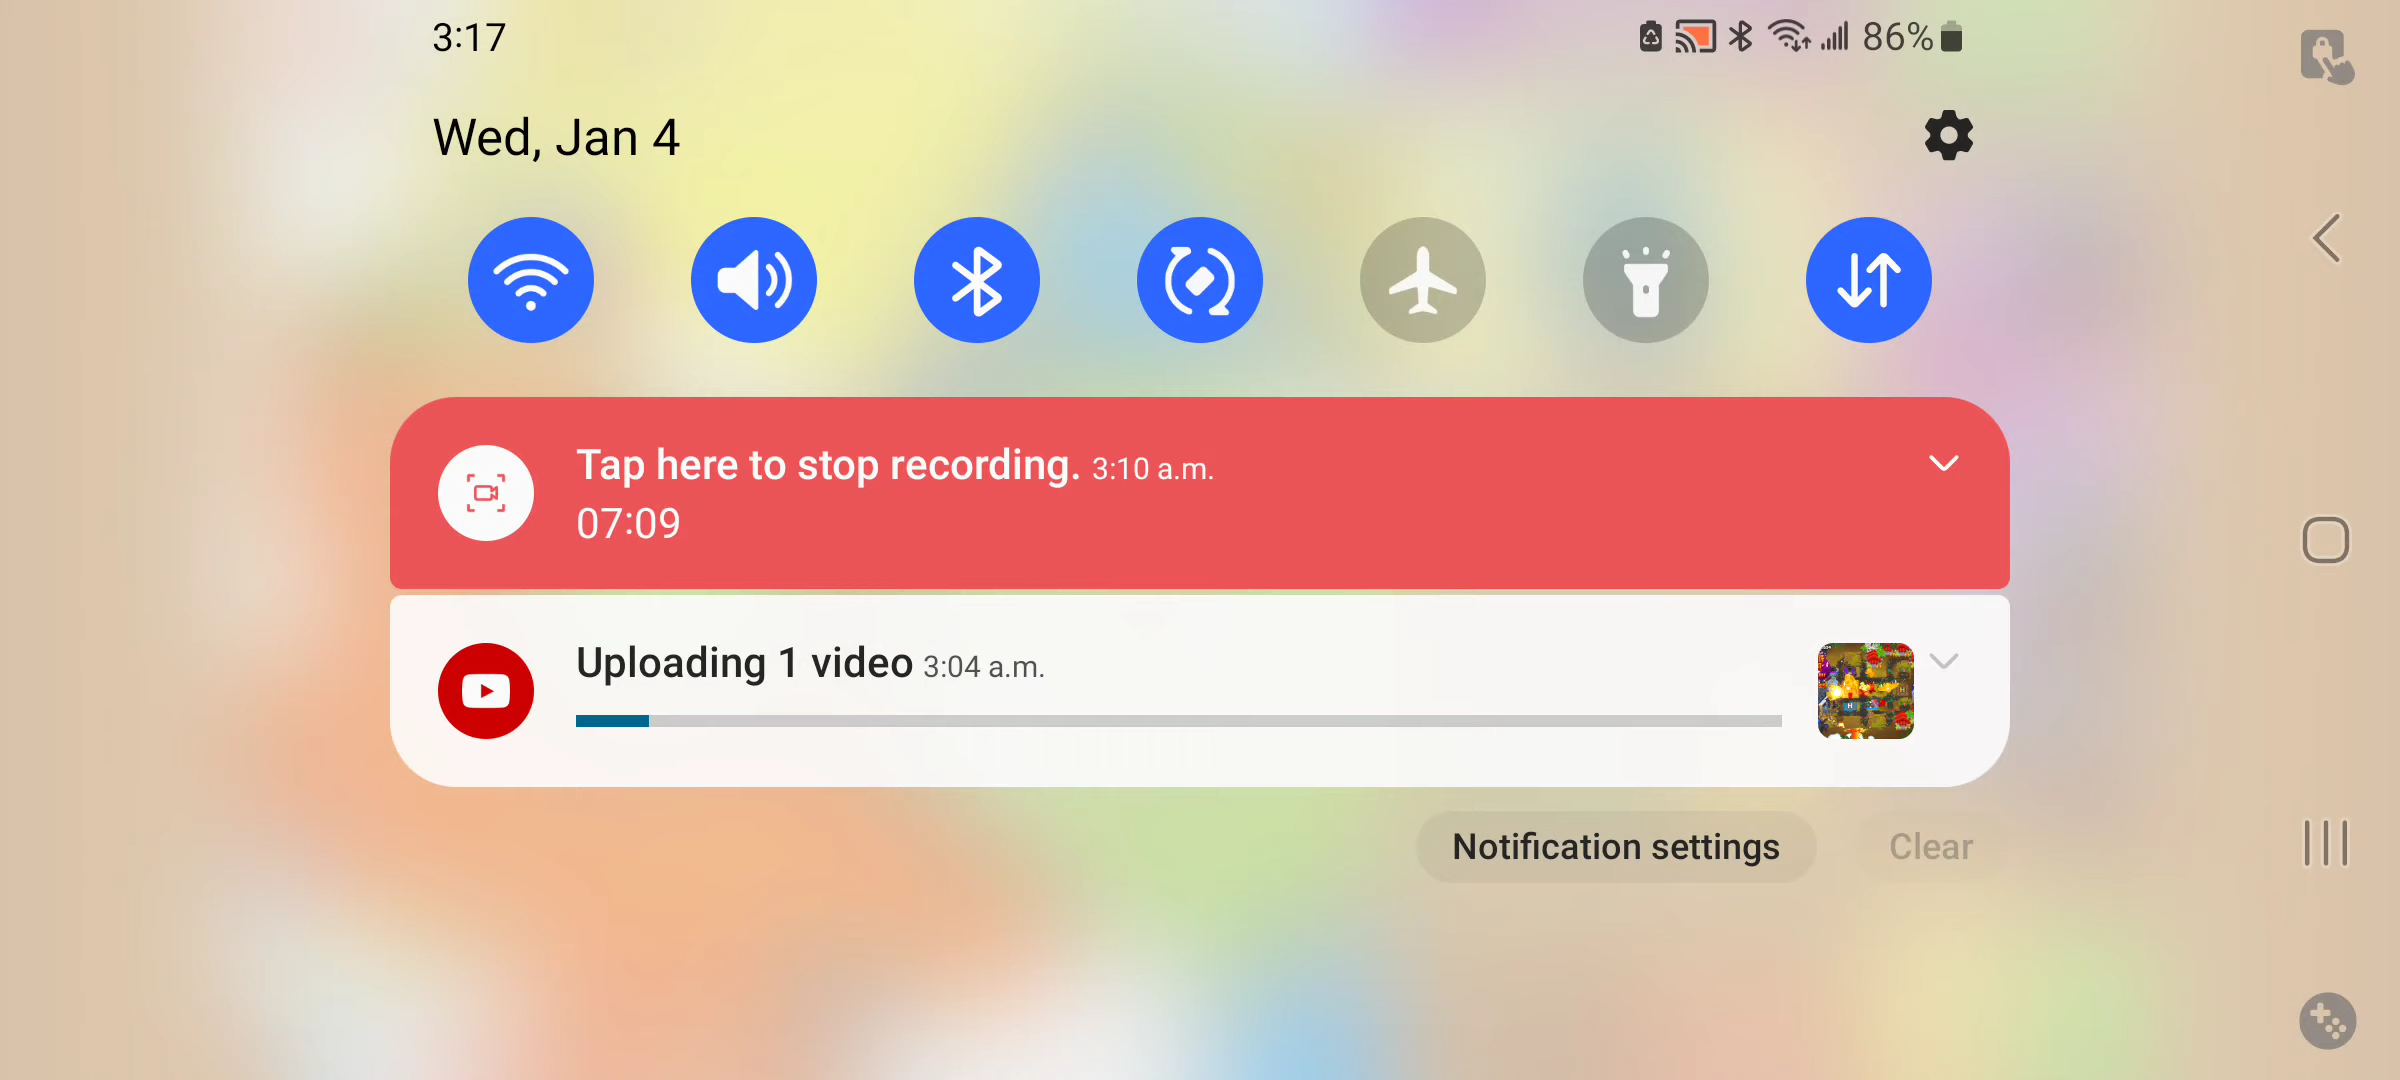 3:17
86%
Wed, Jan 4
Tap here to stop recording. 3:10 a.m.
07:09
Uploading 1 video 3:04 a.m.
Notification settings
Clear